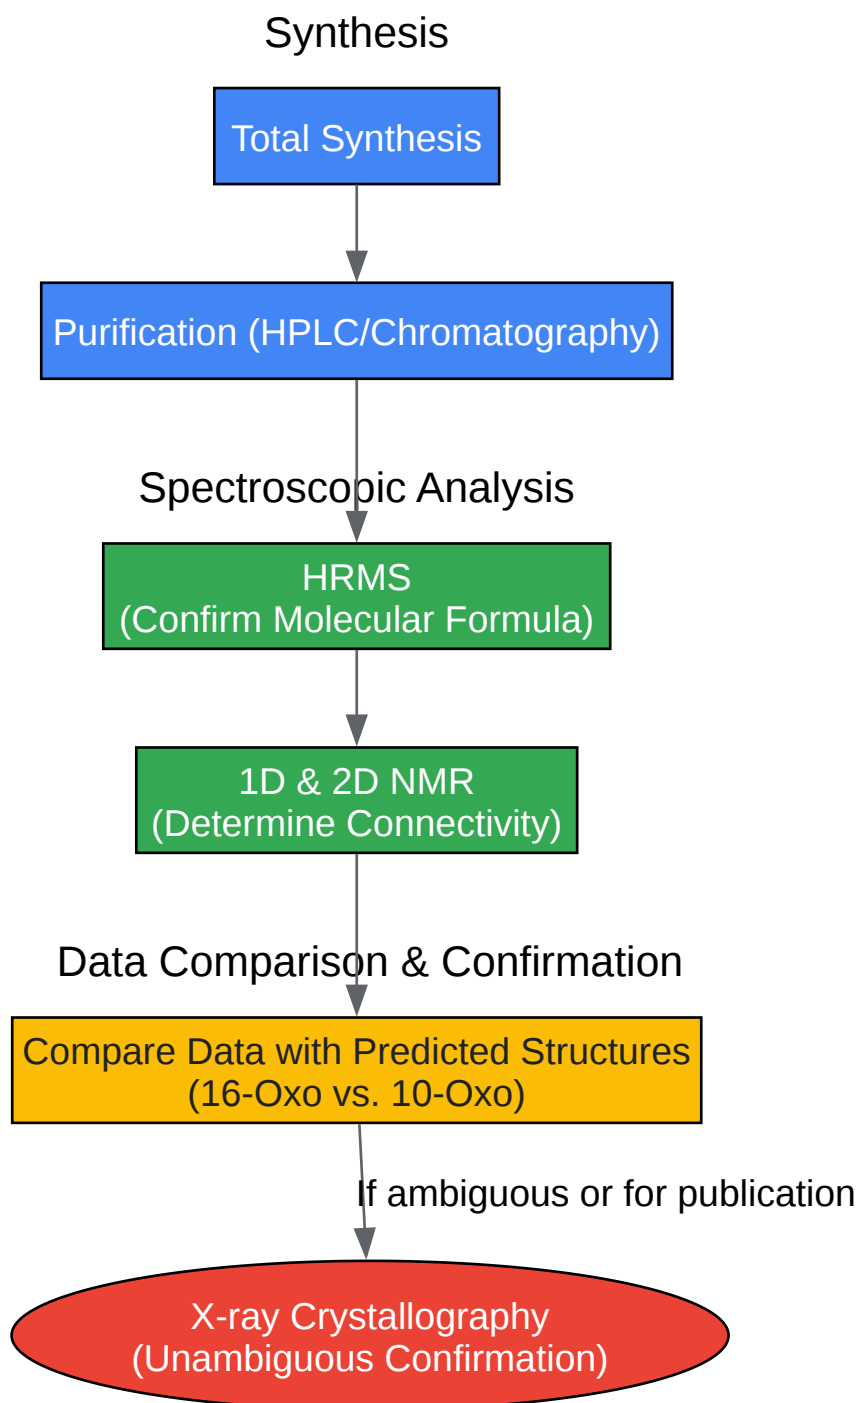 Synthesis
Total Synthesis
Purification (HPLC/Chromatography)
Spectroscopic Analysis
HRMS
(Confirm Molecular Formula)
1D & 2D NMR
(Determine Connectivity)
Data Comparison & Confirmation
Compare Data with Predicted Structures
(16-Oxo vs. 10-Oxo)
If ambiguous or for publication
X-ray Crystallography
(Unambiguous Confirmation)